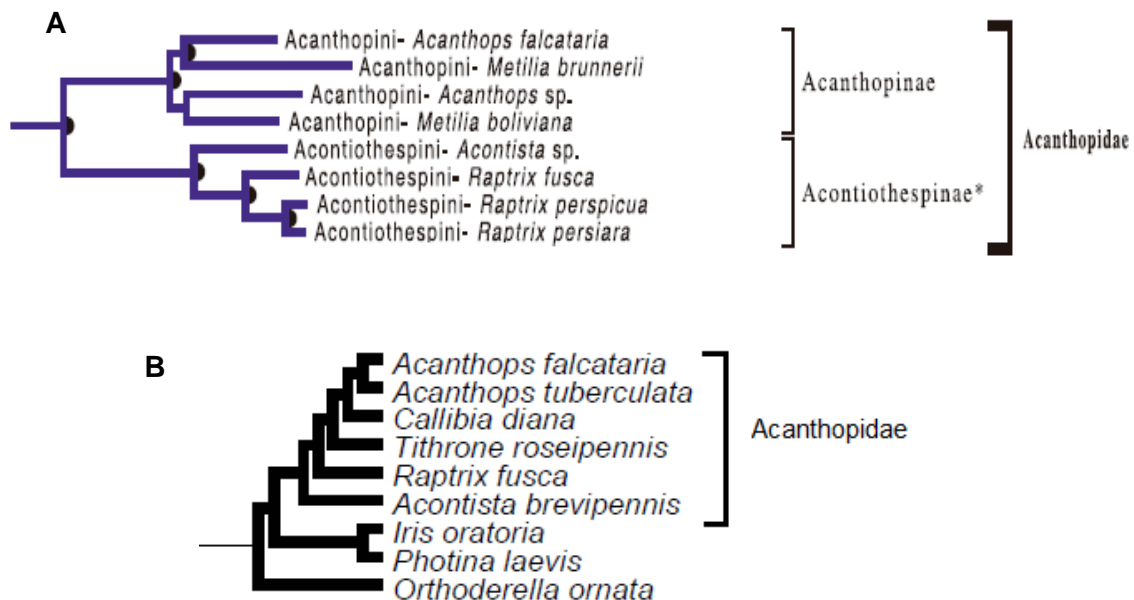 A
Acanthopini- Acanthops falcataria
Acanthopini- Metilia brunnerii
Acanthopini- Acanthops sp.
Acanthopini- Metilia boliviana
Acontiothespini- Acontista sp.
Acontiothespini- Raptrix fusca
Acontiothespini- Raptrix perspicua
Acontiothespini- Raptrix persiara
Acanthopinae
Acontiothespinae*
Acanthopidae
B
Acanthops falcataria
Acanthops tuberculata
Callibia diana
Tithrone roseipennis
Raptrix fusca
Acontista brevipennis
Iris oratoria
Photina laevis
Orthoderella ornata
Acanthopidae